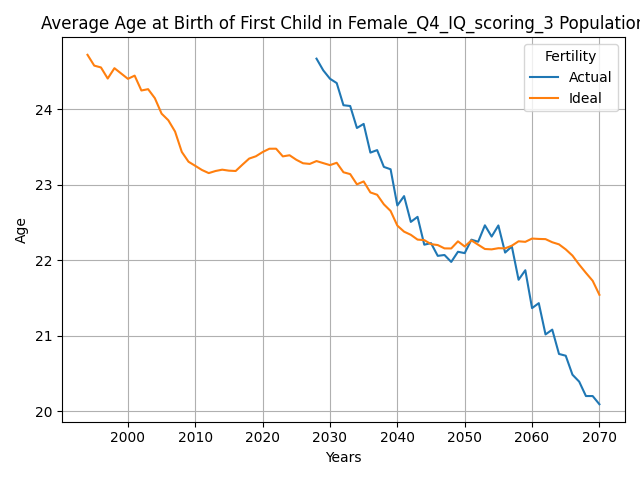 Average Age at Birth of First Child in Female_Q4_IQ_scoring_3 Population
Fertility
Actual
Ideal
24
23
22
21
20
Age
2000
2010
2020
2030
2040
2050
2060
2070
Years